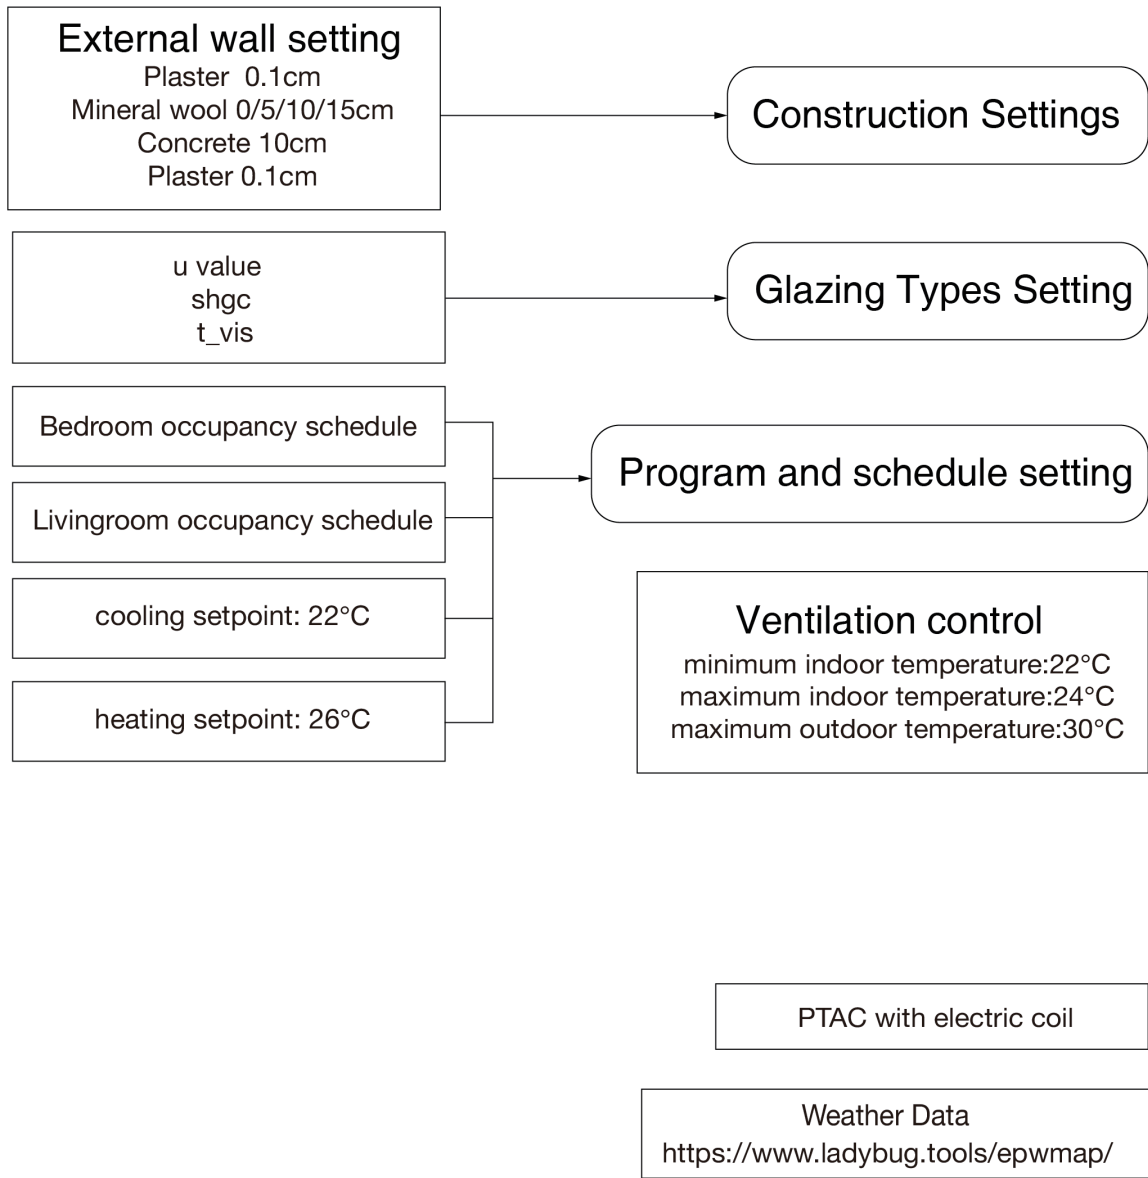 External wall setting
Plaster  0.1cm
Mineral wool 0/5/10/15cm
Concrete 10cm
Plaster 0.1cm
Construction Settings
u value
shgc
t_vis
Glazing Types Setting
Bedroom occupancy schedule
Livingroom occupancy schedule
cooling setpoint: 22°C
heating setpoint: 26°C
Program and schedule setting
Ventilation control
minimum indoor temperature:22°C
maximum indoor temperature:24°C
maximum outdoor temperature:30°C
PTAC with electric coil
Weather Data
https://www.ladybug.tools/epwmap/